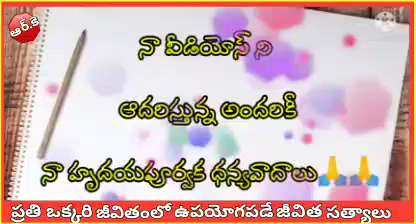 ఆర్.కె
నా వీడియోస్ ని
ఆదరిస్తున్న అందరికీ
నా హృదయపూర్వక ధన్యవాదాలు🙏🙏
ప్రతి ఒక్కరి జీవితంలో ఉపయోగపడే జీవిత సత్యాలు